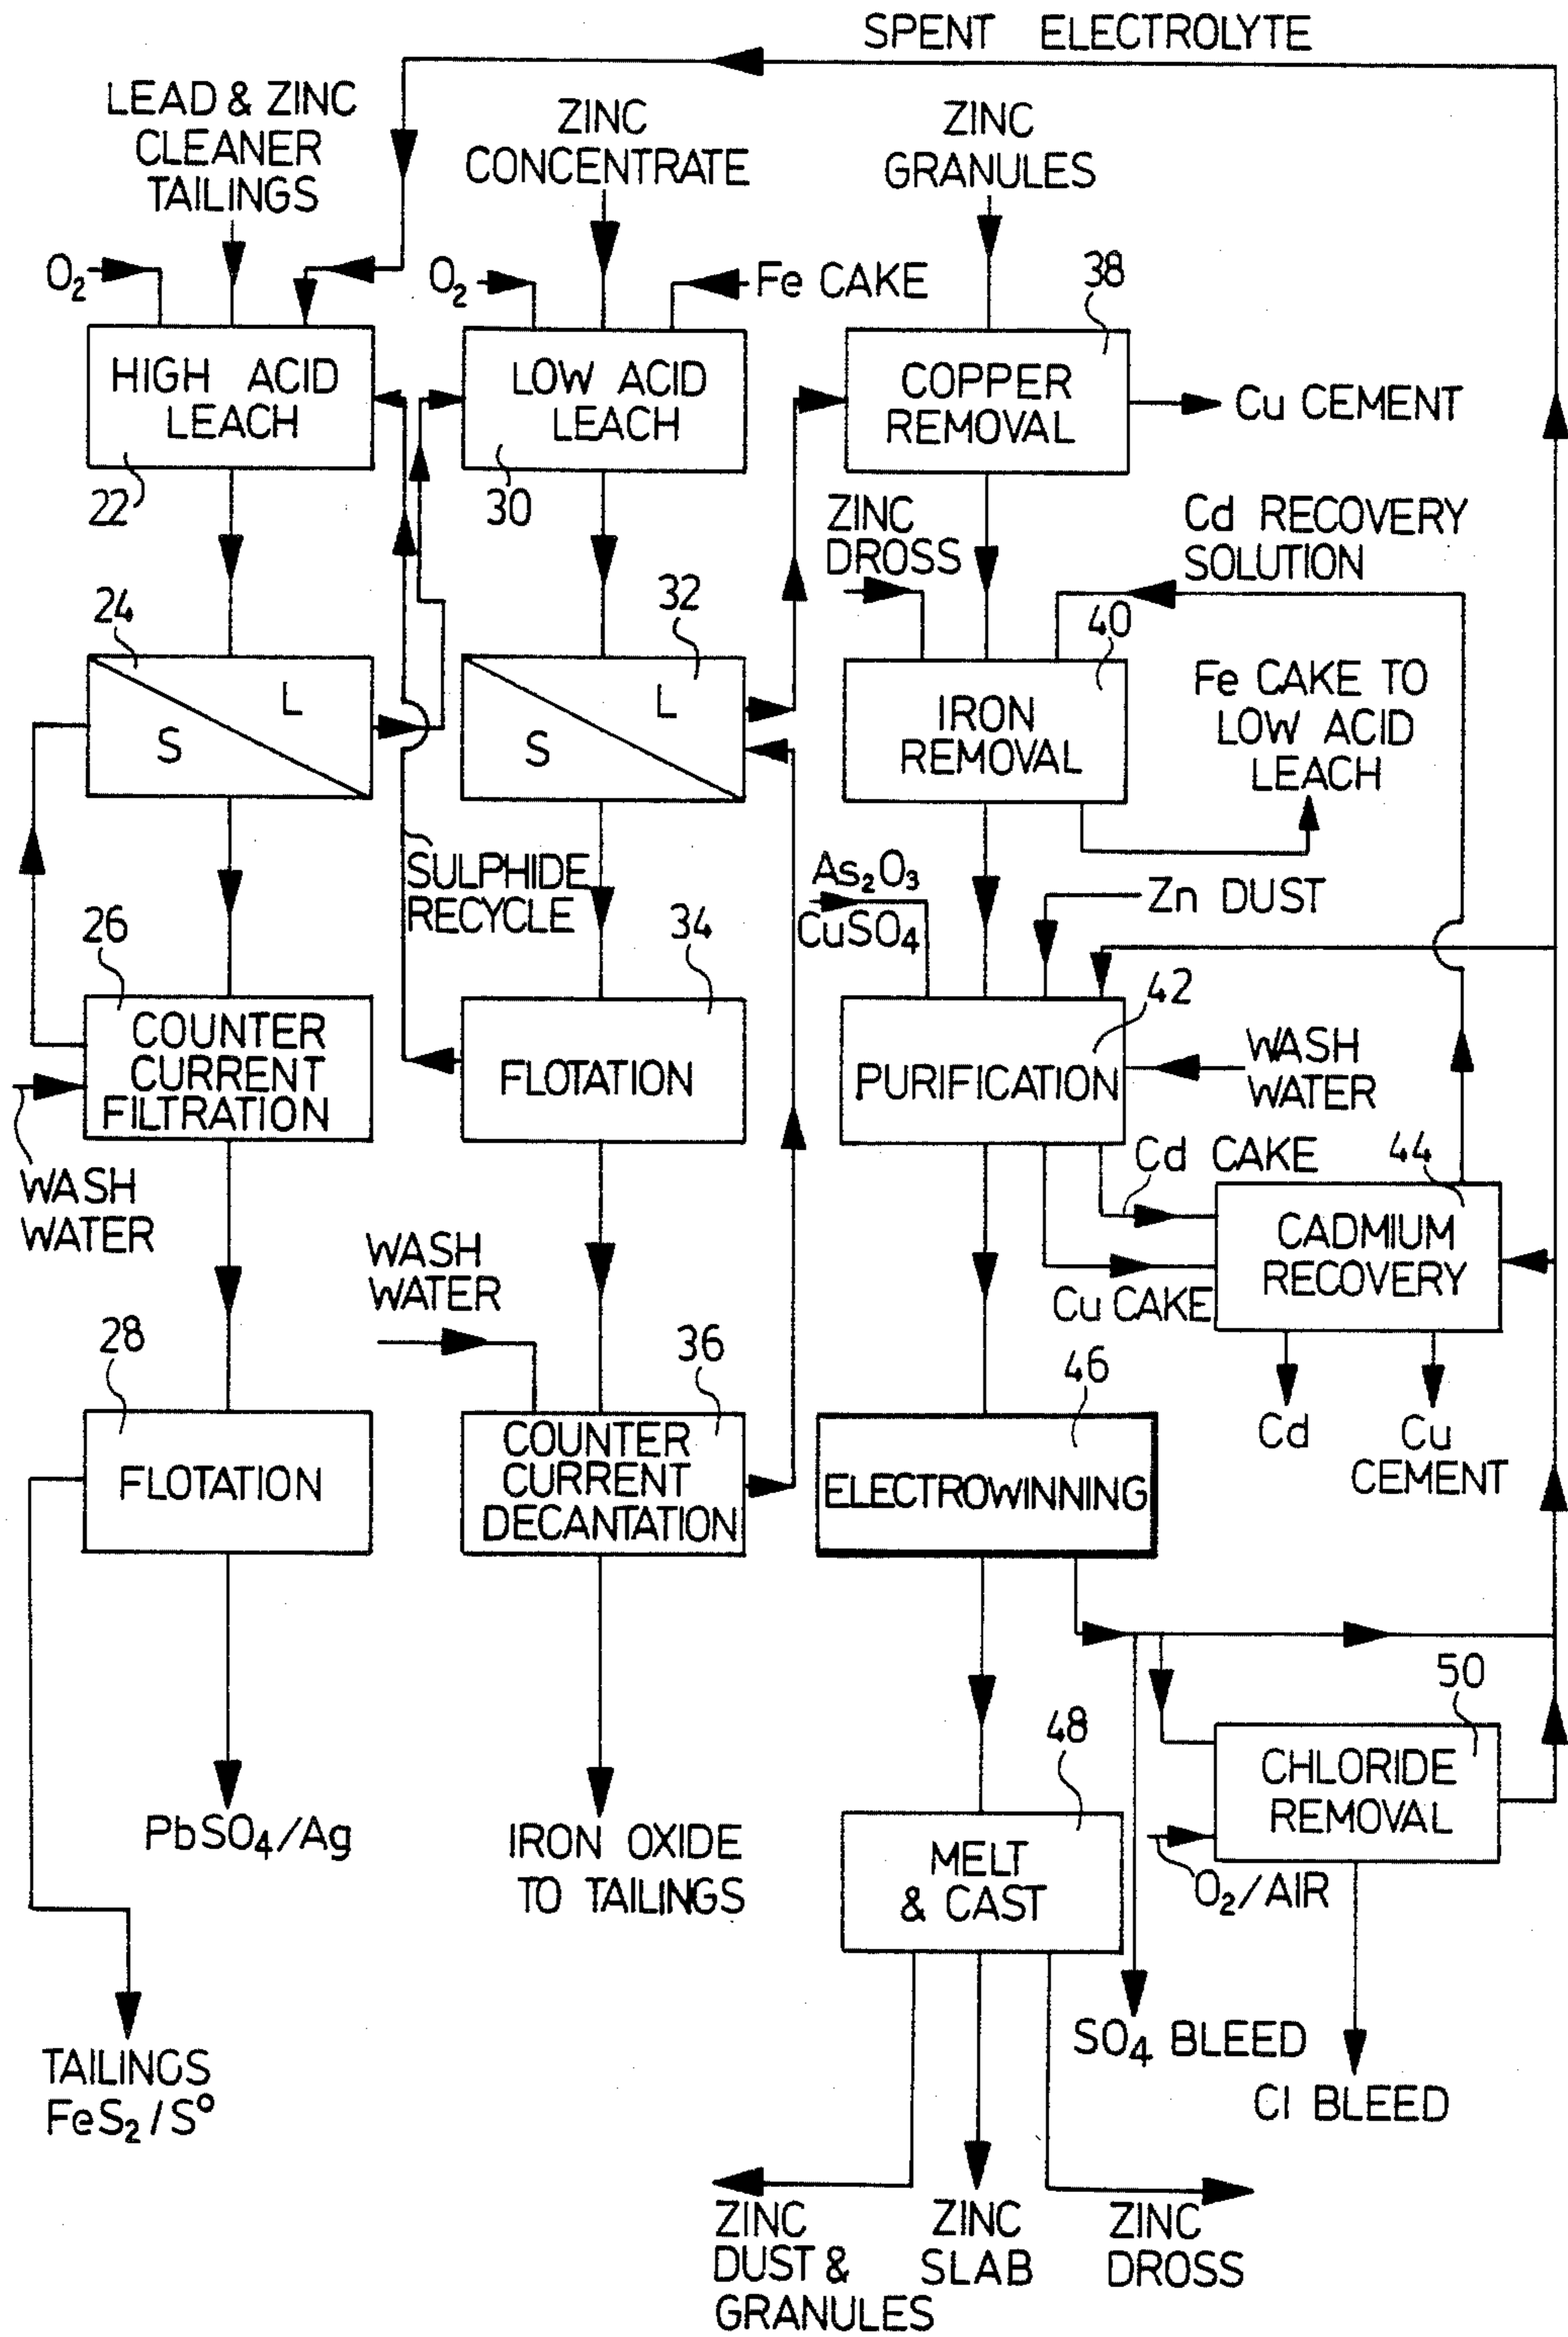 SPENT ELECTROLYTE
LEAD & ZINC
CLEANER
TAILINGS
ZINC
CONCENTRATE
ZINC
GRANULES
O₂
O₂
Fe CAKE
38
HIGH ACID
LEACH
LOW ACID
LEACH
COPPER
REMOVAL
Cu CEMENT
22
30
ZINC
DROSS
Cd RECOVERY
SOLUTION
24
32
40
L
S
L
S
IRON
REMOVAL
Fe CAKE TO
LOW ACID
LEACH
SULPHIDE
RECYCLE
As₂O₃
CuSO₄
Zn DUST
26
34
42
COUNTER
CURRENT
FILTRATION
FLOTATION
PURIFICATION
WASH
WATER
WASH
WATER
Cd CAKE
44
CADMIUM
RECOVERY
Cu CAKE
WASH
WATER
28
36
46
Cd
Cu
CEMENT
FLOTATION
COUNTER
CURRENT
DECANTATION
ELECTROWINNING
50
48
CHLORIDE
REMOVAL
PbSO₄/Ag
IRON OXIDE
TO TAILINGS
MELT
& CAST
O₂/AIR
SO₄ BLEED
Cl BLEED
TAILINGS
FeS₂/S⁰
ZINC
DUST &
GRANULES
ZINC
SLAB
ZINC
DROSS